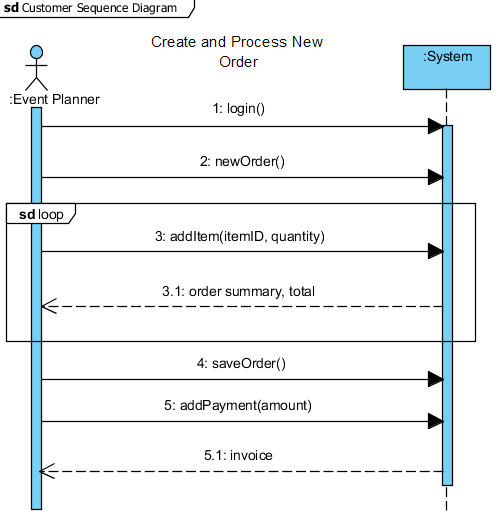 sd Customer Sequence Diagram
Create and Process New
Order
:System
:Event Planner
1: login()
2: newOrder()
sd loop
3: addItem(itemID, quantity)
3.1: order summary, total
4: saveOrder()
5: addPayment(amount)
5.1: invoice